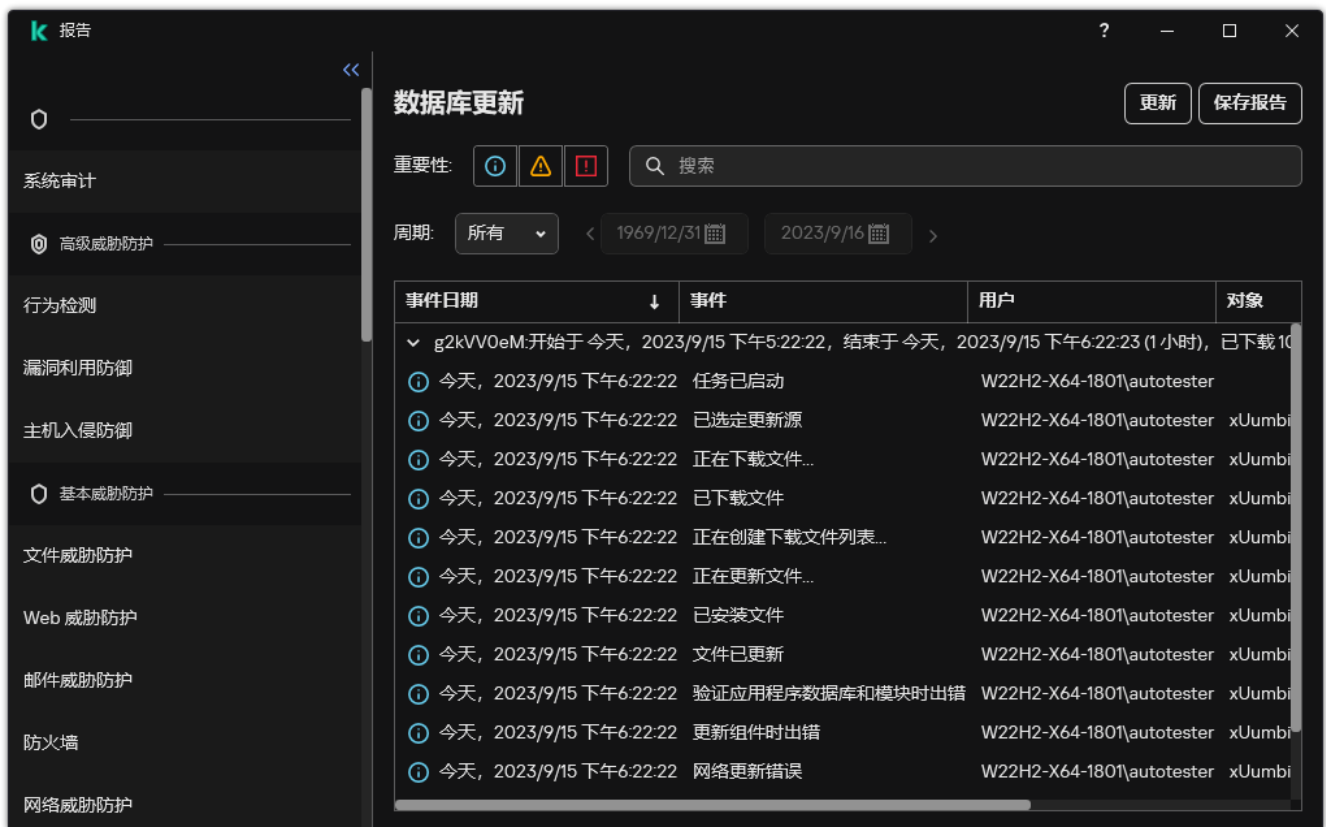 报告
?
系统审计
高级威胁防护
行为检测
漏洞利用防御
主机入侵防御
基本威胁防护
文件威胁防护
Web 威胁防护
邮件威胁防护
防火墙
网络威胁防护
数据库更新
更新 保存报告
重要性: 搜索
周期: 所有 1969/12/31 2023/9/16
事件日期 ↓ 事件 用户 对象
g2kVV0eM:开始于 今天，2023/9/15 下午5:22:22，结束于 今天，2023/9/15 下午6:22:23 (1 小时)，已下载 10
今天，2023/9/15 下午6:22:22 任务已启动 W22H2-X64-1801\autotester
今天，2023/9/15 下午6:22:22 已选定更新源 W22H2-X64-1801\autotester xUumbi
今天，2023/9/15 下午6:22:22 正在下载文件... W22H2-X64-1801\autotester xUumbi
今天，2023/9/15 下午6:22:22 已下载文件 W22H2-X64-1801\autotester xUumbi
今天，2023/9/15 下午6:22:22 正在创建下载文件列表... W22H2-X64-1801\autotester xUumbi
今天，2023/9/15 下午6:22:22 正在更新文件... W22H2-X64-1801\autotester xUumbi
今天，2023/9/15 下午6:22:22 已安装文件 W22H2-X64-1801\autotester xUumbi
今天，2023/9/15 下午6:22:22 文件已更新 W22H2-X64-1801\autotester xUumbi
今天，2023/9/15 下午6:22:22 验证应用程序数据库和模块时出错 W22H2-X64-1801\autotester xUumbi
今天，2023/9/15 下午6:22:22 更新组件时出错 W22H2-X64-1801\autotester xUumbi
今天，2023/9/15 下午6:22:22 网络更新错误 W22H2-X64-1801\autotester xUumbi